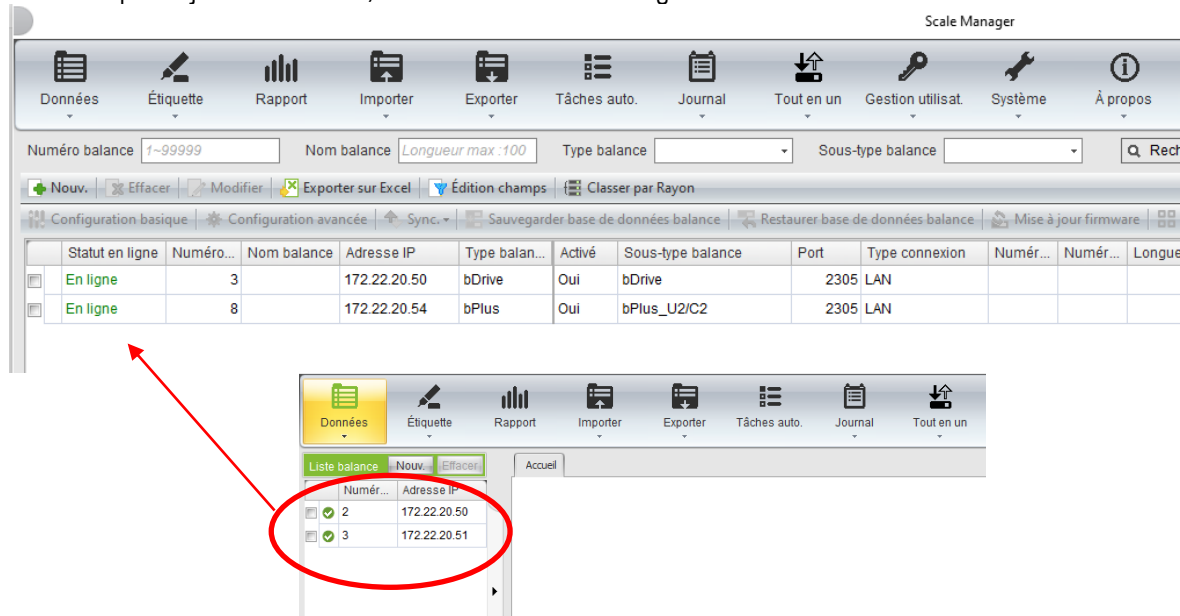 Scale Manager
Données Étiquette Rapport Importer Exporter Tâches auto. Journal Tout en un Gestion utilisat. Système À propos
Numéro balance 1~99999 Nom balance Longueur max :100 Type balance Sous-type balance Rech
Nouv. Effacer Modifier Exporter sur Excel Édition champs Classer par Rayon
Configuration basique Configuration avancée Sync. Sauvegarder base de données balance Restaurer base de données balance Mise à jour firmware
Statut en ligne Numéro... Nom balance Adresse IP Type balan... Activé Sous-type balance Port Type connexion Numér... Numér... Longue
En ligne 3 172.22.20.50 bDrive Oui bDrive 2305 LAN
En ligne 8 172.22.20.54 bPlus Oui bPlus_U2/C2 2305 LAN
Données Étiquette Rapport Importer Exporter Tâches auto. Journal Tout en un
Liste balance Nouv. Effacer Accueil
Numér... Adresse IP
2 172.22.20.50
3 172.22.20.51